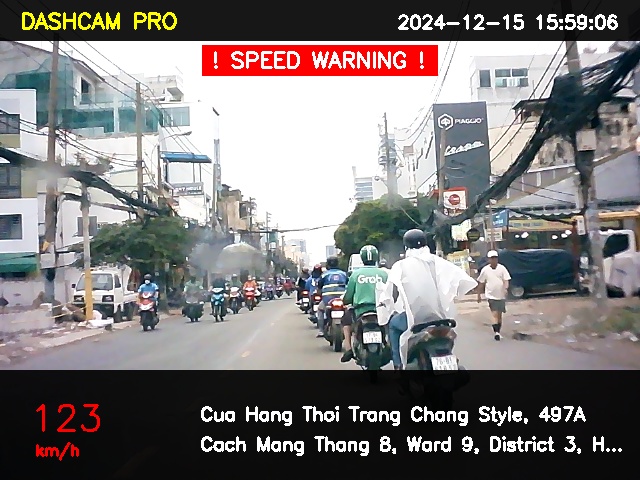 DASHCAM PRO
2024-12-15 15:59:06
! SPEED WARNING !
PIAGGIO
Vespa
Grab
123
km/h
Cua Hang Thoi Trang Chang Style, 497A
Cach Mang Thang 8, Ward 9, District 3, H...